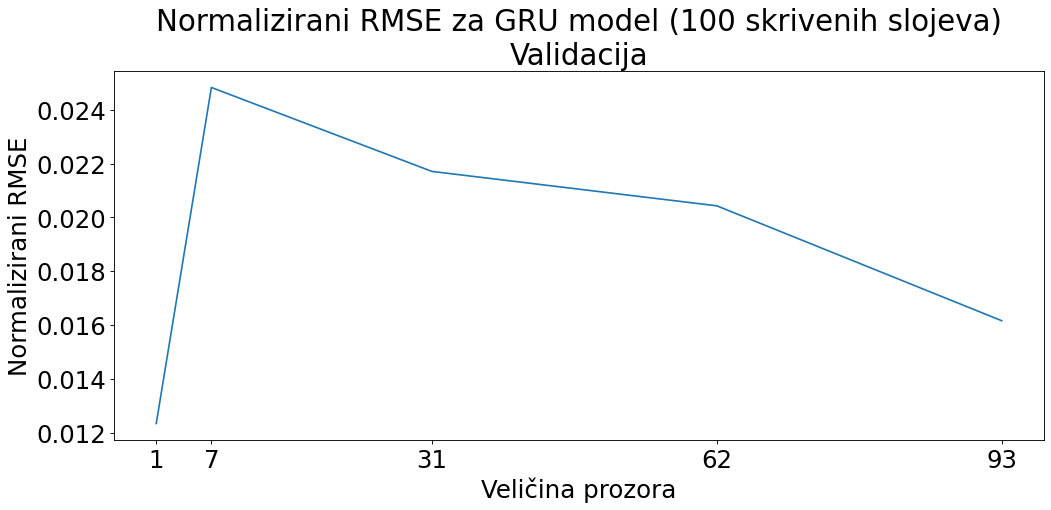 Normalizirani RMSE za GRU model (100 skrivenih slojeva)
Validacija
Normalizirani RMSE
0.024
0.022
0.020
0.018
0.016
0.014
0.012
1 7 31 62 93
Veličina prozora